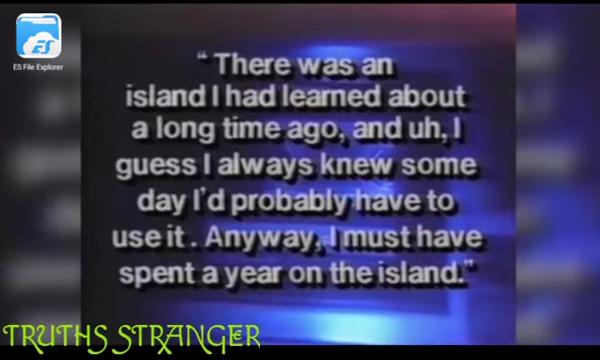 ES File Explorer
“There was an
island I had learned about
a long time ago, and uh, I
guess I always knew some
day I'd probably have to
use it. Anyway, I must have
spent a year on the island.”
TRUTHS STRANGER